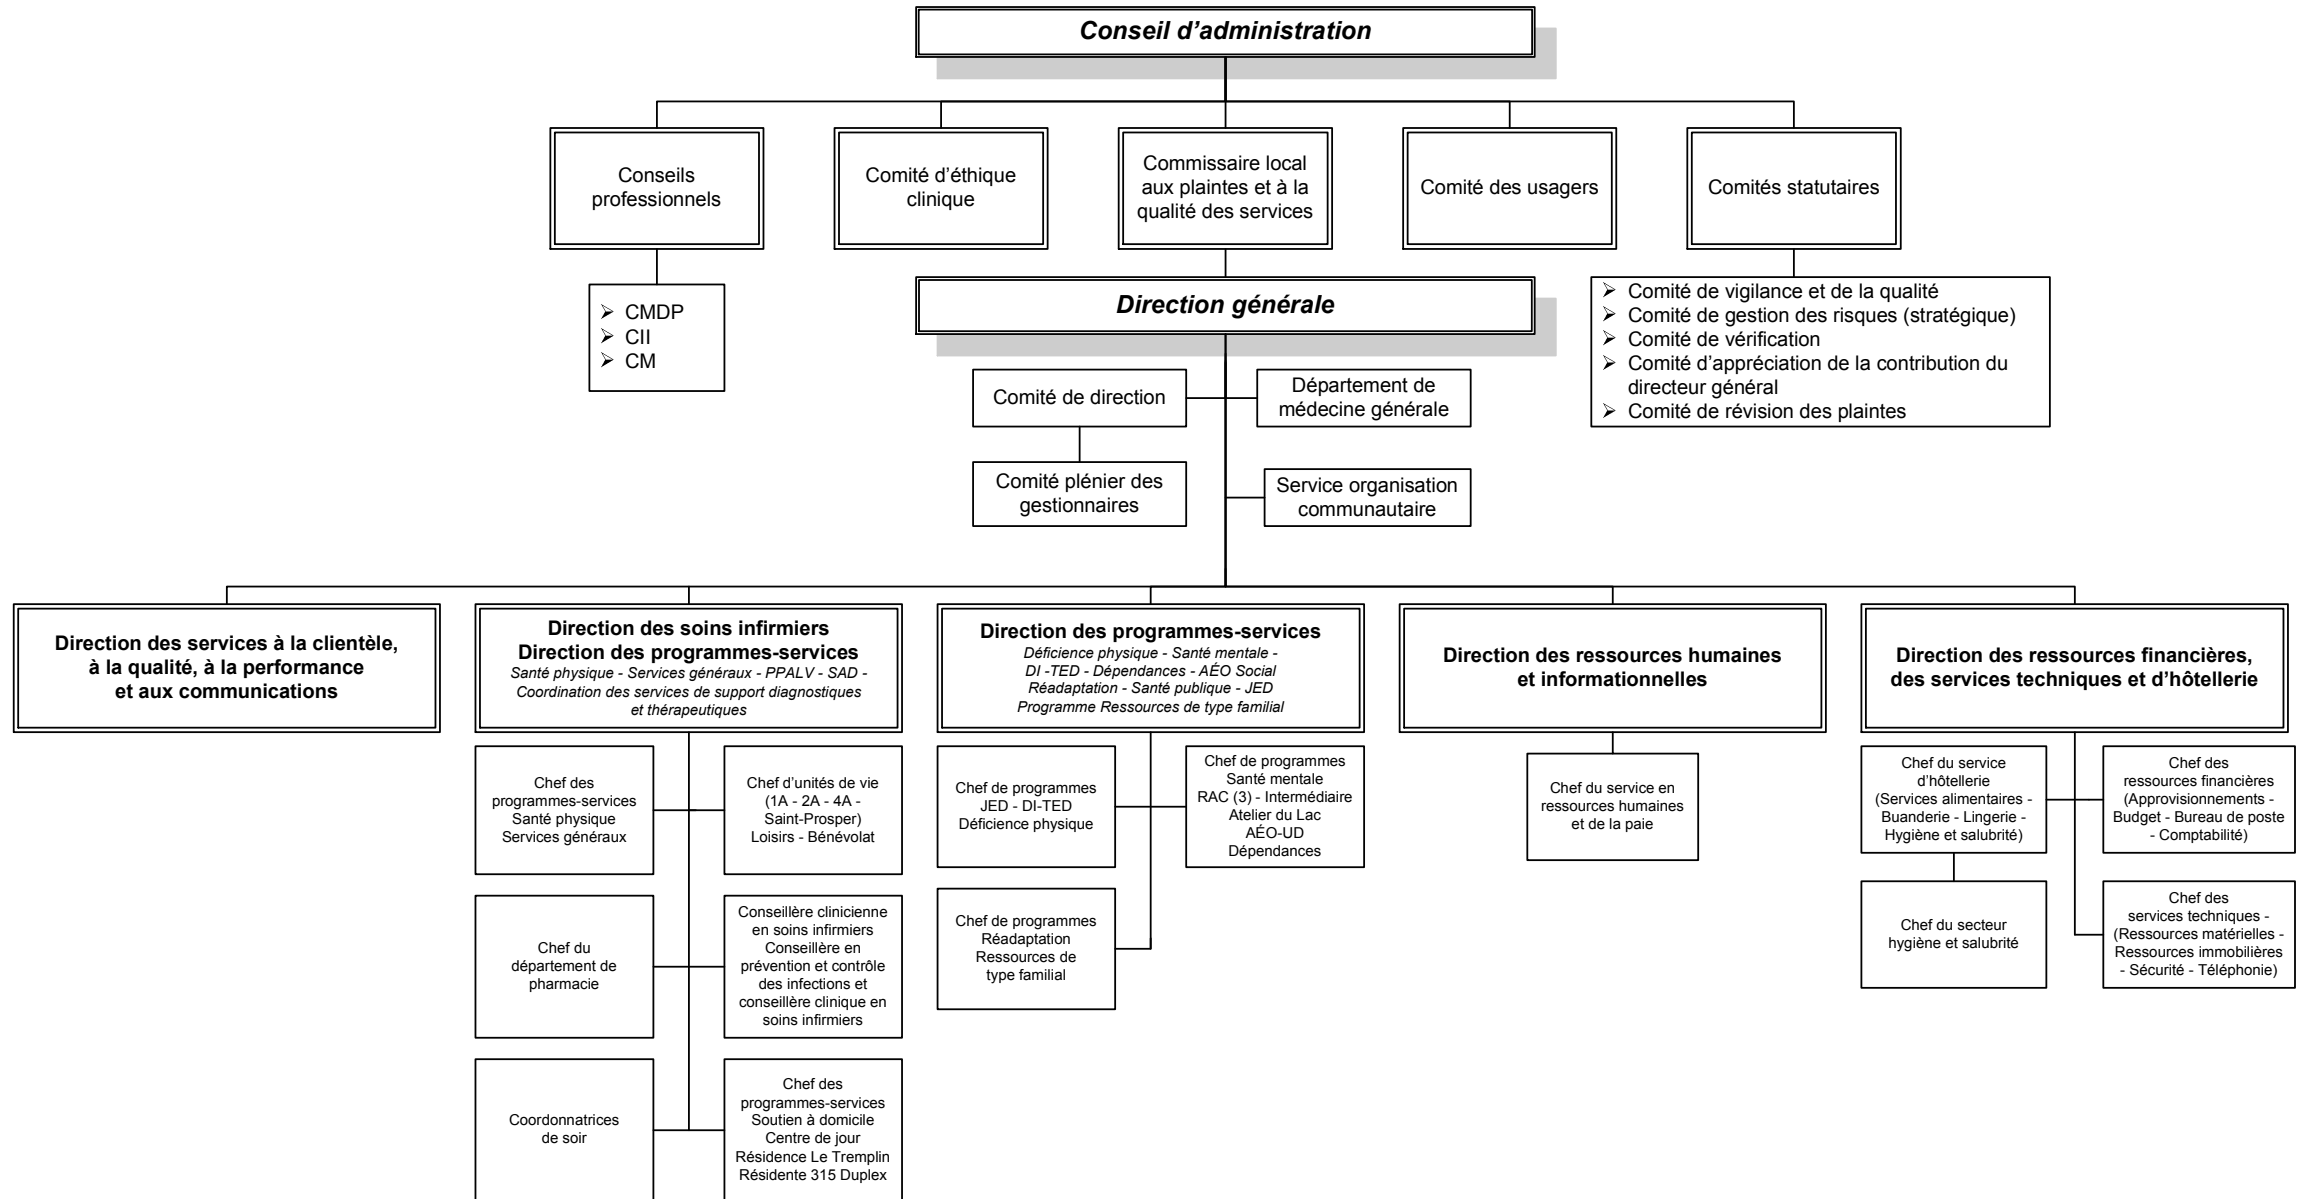 Conseil d’administration
Conseils
professionnels
Comité d’éthique
clinique
Commissaire local
aux plaintes et à la
qualité des services
Comité des usagers
Comités statutaires
➢ CMDP
➢ CII
➢ CM
Direction générale
➢ Comité de vigilance et de la qualité
➢ Comité de gestion des risques (stratégique)
➢ Comité de vérification
➢ Comité d’appréciation de la contribution du
directeur général
➢ Comité de révision des plaintes
Comité de direction
Département de
médecine générale
Comité plénier des
gestionnaires
Service organisation
communautaire
Direction des services à la clientèle,
à la qualité, à la performance
et aux communications
Direction des soins infirmiers
Direction des programmes-services
Santé physique - Services généraux - PPALV - SAD -
Coordination des services de support diagnostiques
et thérapeutiques
Direction des programmes-services
Déficience physique - Santé mentale -
DI -TED - Dépendances - AÉO Social
Réadaptation - Santé publique - JED
Programme Ressources de type familial
Direction des ressources humaines
et informationnelles
Direction des ressources financières,
des services techniques et d’hôtellerie
Chef des
programmes-services
Santé physique
Services généraux
Chef d’unités de vie
(1A - 2A - 4A -
Saint-Prosper)
Loisirs - Bénévolat
Chef du
département de
pharmacie
Conseillère clinicienne
en soins infirmiers
Conseillère en
prévention et contrôle
des infections et
conseillère clinique en
soins infirmiers
Coordonnatrices
de soir
Chef des
programmes-services
Soutien à domicile
Centre de jour
Résidence Le Tremplin
Résidente 315 Duplex
Chef de programmes
JED - DI-TED
Déficience physique
Chef de programmes
Santé mentale
RAC (3) - Intermédiaire
Atelier du Lac
AÉO-UD
Dépendances
Chef de programmes
Réadaptation
Ressources de
type familial
Chef du service en
ressources humaines
et de la paie
Chef du service
d’hôtellerie
(Services alimentaires -
Buanderie - Lingerie -
Hygiène et salubrité)
Chef des
ressources financières
(Approvisionnements -
Budget - Bureau de poste
- Comptabilité)
Chef du secteur
hygiène et salubrité
Chef des
services techniques -
(Ressources matérielles -
Ressources immobilières
- Sécurité - Téléphonie)